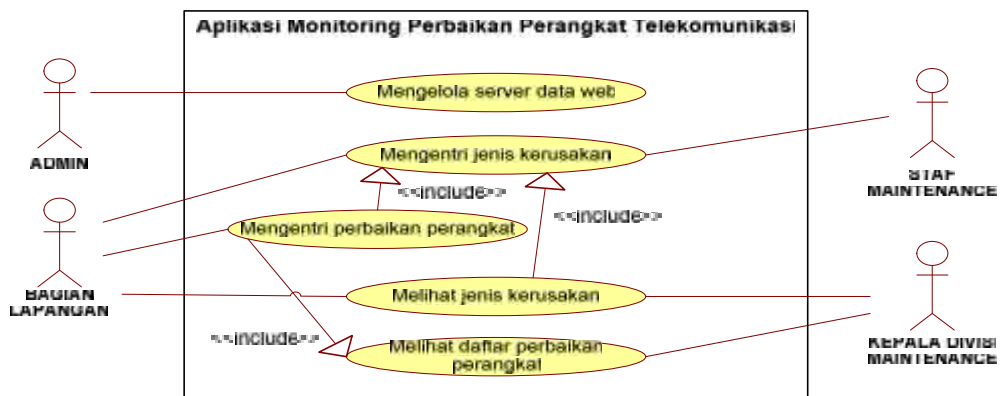 Aplikasi Monitoring Perbaikan Perangkat Telekomunikasi
Mengelola server data web
ADMIN
Mengentri jenis kerusakan
STAF
MAINTENANCE
<<include>>
<<include>>
Mengentri perbaikan perangkat
BAGIAN
LAPANGAN
Melihat jenis kerusakan
<<include>>
Melihat daftar perbaikan
perangkat
KEPALA DIVISI
MAINTENANCE